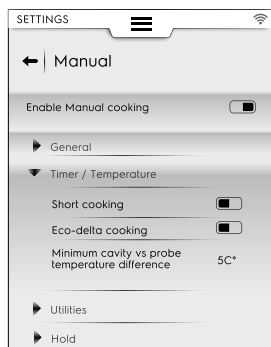 SETTINGS
Manual
Enable Manual cooking
General
Timer / Temperature
Short cooking
Eco-delta cooking
Minimum cavity vs probe
temperature difference
5C°
Utilities
Hold